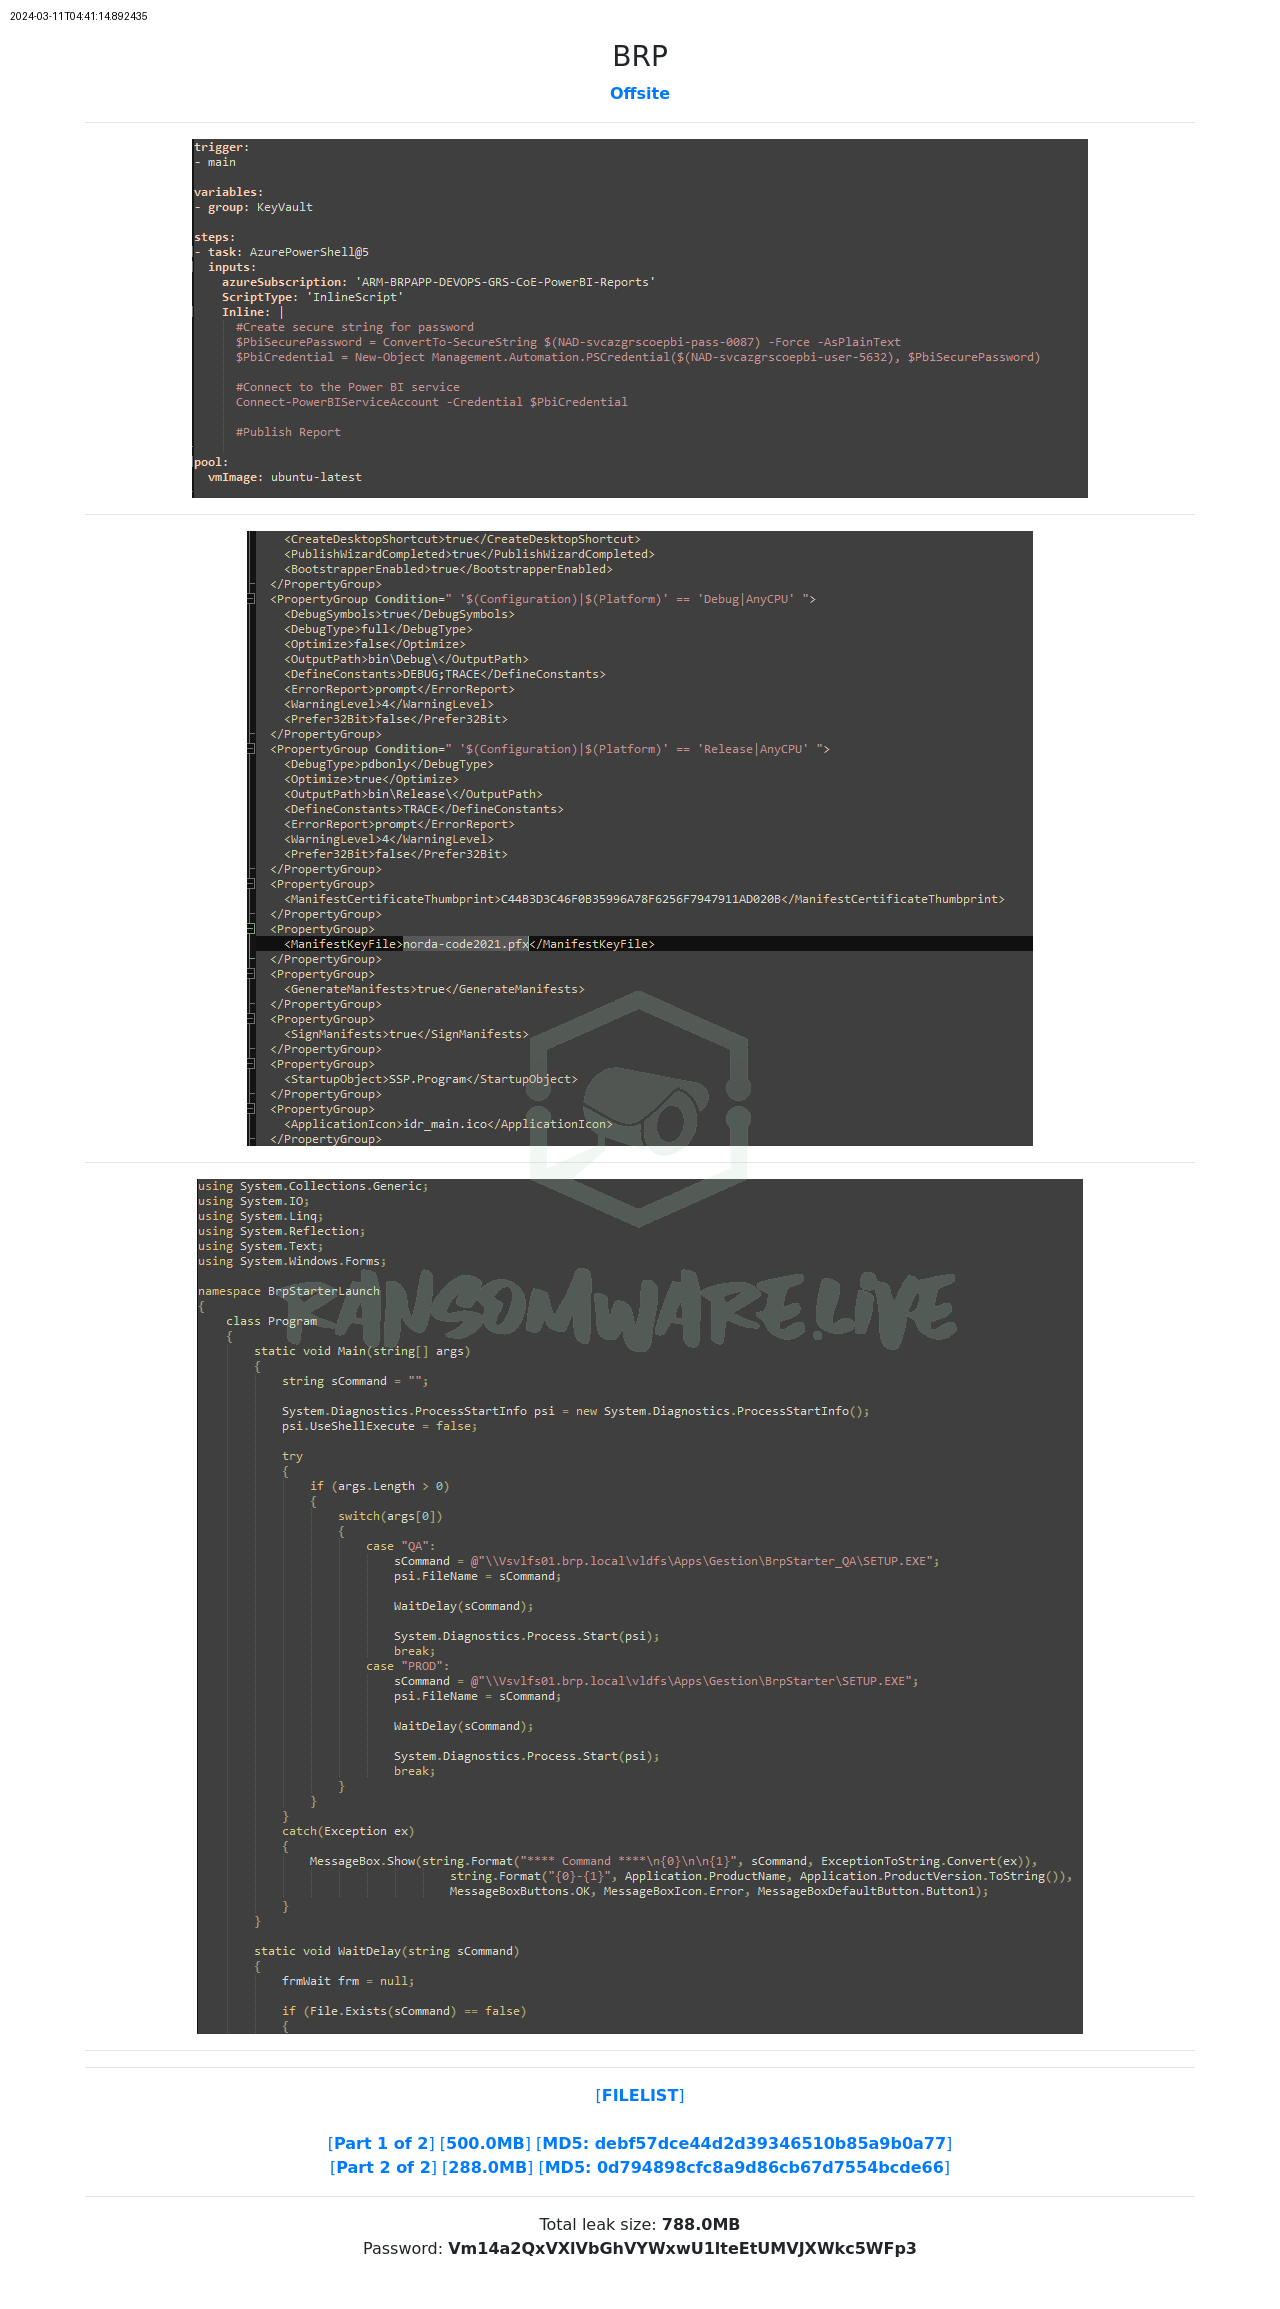 2024-03-11T04:41:14.892435
BRP
Offsite
trigger:
- main
variables:
- group: KeyVault
steps:
- task: AzurePowerShell@5
inputs:
azureSubscription: 'ARM-BRPAPP-DEVOPS-GRS-CoE-PowerBI-Reports'
ScriptType: 'InlineScript'
Inline: |
#Create secure string for password
$PbiSecurePassword = ConvertTo-SecureString $(NAD-svcazgrscoepbi-pass-0087) -Force -AsPlainText
$PbiCredential = New-Object Management.Automation.PSCredential($(NAD-svcazgrscoepbi-user-5632), $PbiSecurePassword)
#Connect to the Power BI service
Connect-PowerBIServiceAccount -Credential $PbiCredential
#Publish Report
pool:
vmImage: ubuntu-latest
<CreateDesktopShortcut>true</CreateDesktopShortcut>
<PublishWizardCompleted>true</PublishWizardCompleted>
<BootstrapperEnabled>true</BootstrapperEnabled>
</PropertyGroup>
<PropertyGroup Condition=" '$(Configuration)|$(Platform)' == 'Debug|AnyCPU' ">
<DebugSymbols>true</DebugSymbols>
<DebugType>full</DebugType>
<Optimize>false</Optimize>
<OutputPath>bin\Debug\</OutputPath>
<DefineConstants>DEBUG;TRACE</DefineConstants>
<ErrorReport>prompt</ErrorReport>
<WarningLevel>4</WarningLevel>
<Prefer32Bit>false</Prefer32Bit>
</PropertyGroup>
<PropertyGroup Condition=" '$(Configuration)|$(Platform)' == 'Release|AnyCPU' ">
<DebugType>pdbonly</DebugType>
<Optimize>true</Optimize>
<OutputPath>bin\Release\</OutputPath>
<DefineConstants>TRACE</DefineConstants>
<ErrorReport>prompt</ErrorReport>
<WarningLevel>4</WarningLevel>
<Prefer32Bit>false</Prefer32Bit>
</PropertyGroup>
<PropertyGroup>
<ManifestCertificateThumbprint>C44B3D3C46F0B35996A78F6256F7947911AD020B</ManifestCertificateThumbprint>
</PropertyGroup>
<PropertyGroup>
<ManifestKeyFile>norda-code2021.pfx</ManifestKeyFile>
</PropertyGroup>
<PropertyGroup>
<GenerateManifests>true</GenerateManifests>
</PropertyGroup>
<PropertyGroup>
<SignManifests>true</SignManifests>
</PropertyGroup>
<PropertyGroup>
<StartupObject>SSP.Program</StartupObject>
</PropertyGroup>
<PropertyGroup>
<ApplicationIcon>idr_main.ico</ApplicationIcon>
</PropertyGroup>
using System.Collections.Generic;
using System.IO;
using System.Linq;
using System.Reflection;
using System.Text;
using System.Windows.Forms;
RANSOMWARE.LIVE
namespace BrpStarterLaunch
{
class Program
{
static void Main(string[] args)
{
string sCommand = "";
System.Diagnostics.ProcessStartInfo psi = new System.Diagnostics.ProcessStartInfo();
psi.UseShellExecute = false;
try
{
if (args.Length > 0)
{
switch(args[0])
{
case "QA":
sCommand = @"\\Vsvlfs01.brp.local\vldfs\Apps\Gestion\BrpStarter_QA\SETUP.EXE";
psi.FileName = sCommand;
WaitDelay(sCommand);
System.Diagnostics.Process.Start(psi);
break;
case "PROD":
sCommand = @"\\Vsvlfs01.brp.local\vldfs\Apps\Gestion\BrpStarter\SETUP.EXE";
psi.FileName = sCommand;
WaitDelay(sCommand);
System.Diagnostics.Process.Start(psi);
break;
}
}
}
catch(Exception ex)
{
MessageBox.Show(string.Format("**** Command ****\n{0}\n\n{1}", sCommand, ExceptionToString.Convert(ex)),
string.Format("{0}-{1}", Application.ProductName, Application.ProductVersion.ToString()),
MessageBoxButtons.OK, MessageBoxIcon.Error, MessageBoxDefaultButton.Button1);
}
}
static void WaitDelay(string sCommand)
{
frmWait frm = null;
if (File.Exists(sCommand) == false)
{
[FILELIST]
[Part 1 of 2] [500.0MB] [MD5: debf57dce44d2d39346510b85a9b0a77]
[Part 2 of 2] [288.0MB] [MD5: 0d794898cfc8a9d86cb67d7554bcde66]
Total leak size: 788.0MB
Password: Vm14a2QxVXlVbGhVYWxwU1lteEtUMVJXWkc5WFp3